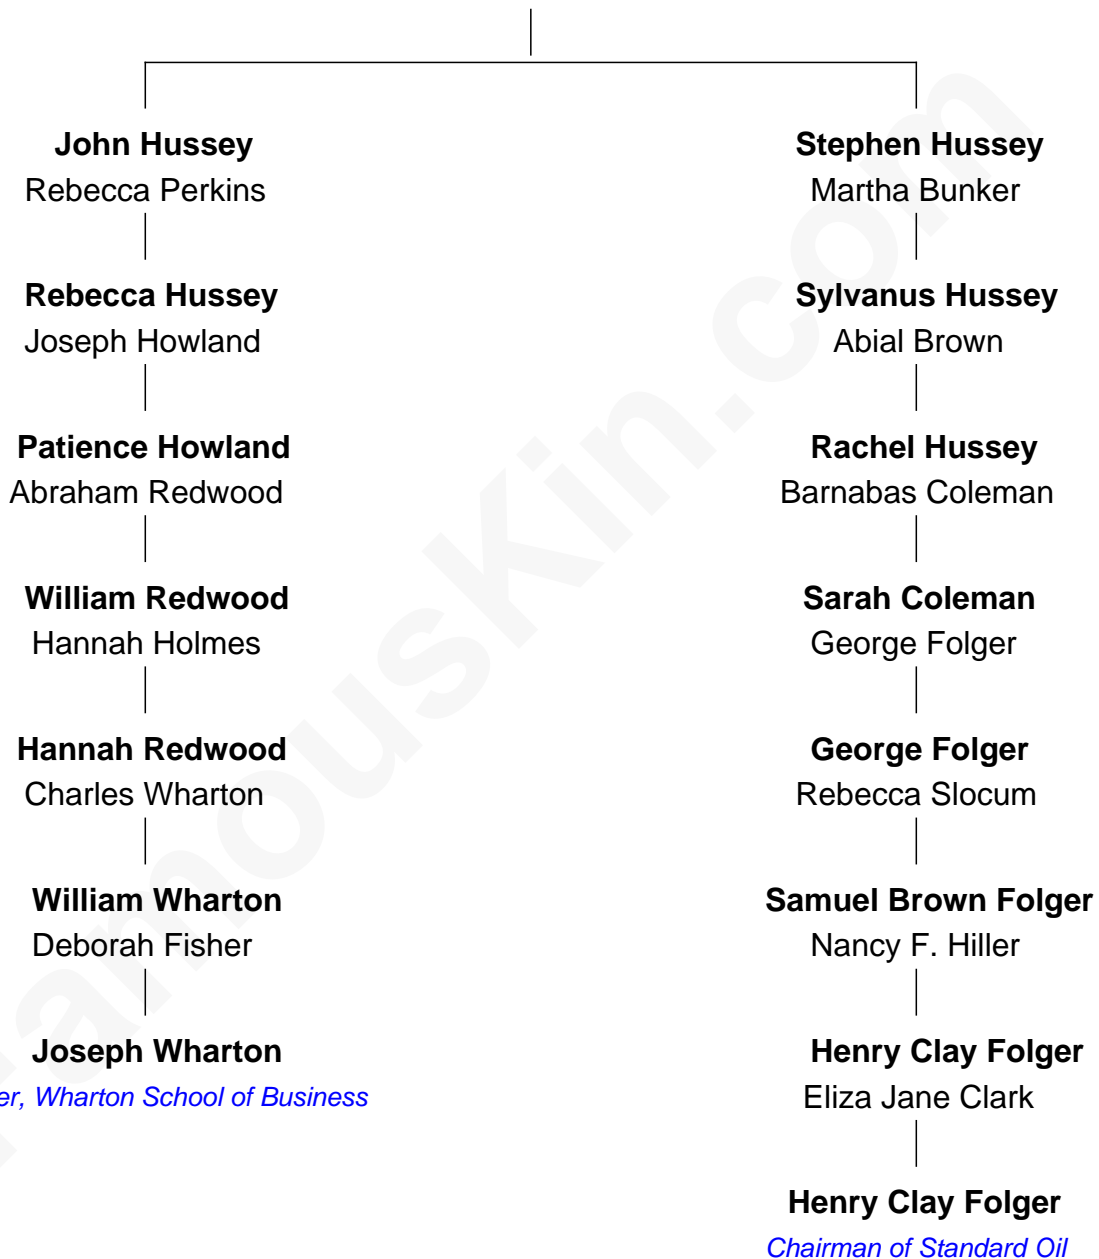 John Hussey
Rebecca Perkins
Rebecca Hussey
Joseph Howland
Patience Howland
Abraham Redwood
William Redwood
Hannah Holmes
Hannah Redwood
Charles Wharton
William Wharton
Deborah Fisher
Joseph Wharton
Wharton School of Business
Stephen Hussey
Martha Bunker
Sylvanus Hussey
Abial Brown
Rachel Hussey
Barnabas Coleman
Sarah Coleman
George Folger
George Folger
Rebecca Slocum
Samuel Brown Folger
Nancy F. Hiller
Henry Clay Folger
Eliza Jane Clark
Henry Clay Folger
Chairman of Standard Oil
FamousKin.com